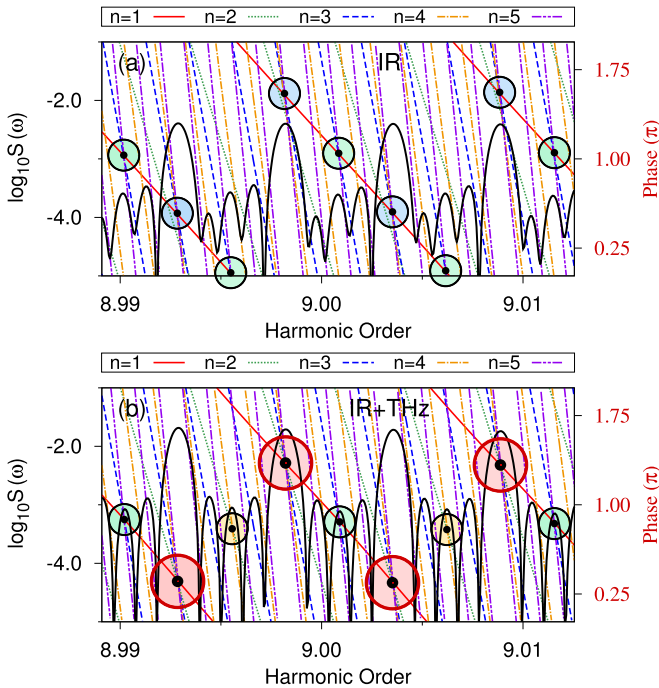 n=1 n=2 n=3 n=4 n=5
(a) IR
1.75
-2.0
log10S (ω)
1.00
Phase (π)
-4.0
0.25
8.99 9.00 9.01
Harmonic Order
n=1 n=2 n=3 n=4 n=5
(b) IR+THz
1.75
-2.0
log10S (ω)
1.00
Phase (π)
-4.0
0.25
8.99 9.00 9.01
Harmonic Order